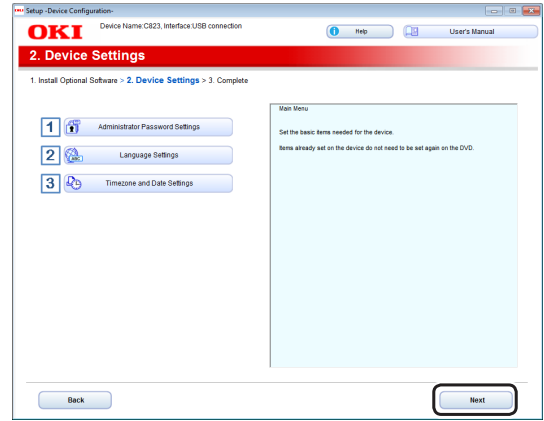 Setup -Device Configuration-
OKI
Device Name:C823, Interface:USB connection
Help
User's Manual
2. Device Settings
1. Install Optional Software > 2. Device Settings > 3. Complete
1 Administrator Password Settings
2 ABC Language Settings
3 Timezone and Date Settings
Main Menu
Set the basic items needed for the device.
Items already set on the device do not need to be set again on the DVD.
Back
Next